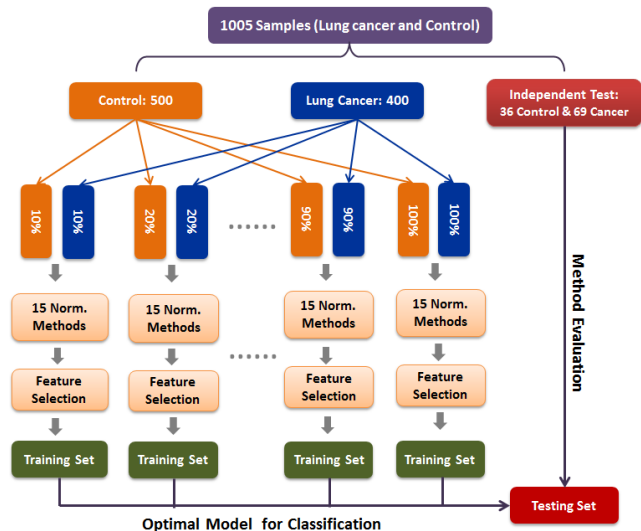 1005 Samples (Lung cancer and Control)
Control: 500
Lung Cancer: 400
Independent Test:
36 Control & 69 Cancer
10%
10%
20%
20%
......
90%
90%
100%
100%
15 Norm.
Methods
15 Norm.
Methods
15 Norm.
Methods
15 Norm.
Methods
Method Evaluation
......
Feature
Selection
Feature
Selection
Feature
Selection
Feature
Selection
Training Set
Training Set
Training Set
Training Set
Testing Set
Optimal Model for Classification